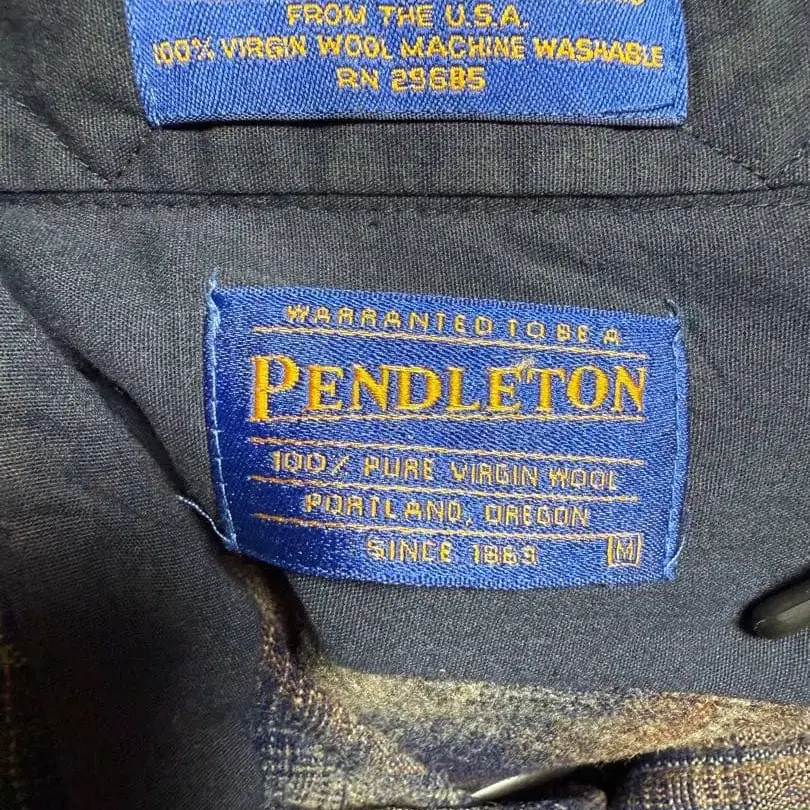 FROM THE U.S.A.
100% VIRGIN WOOL MACHINE WASHABLE
RN 29685
WARRANTED TO BE A
PENDLETON
100% PURE VIRGIN WOOL
PORTLAND, OREGON
SINCE 1863 [M]